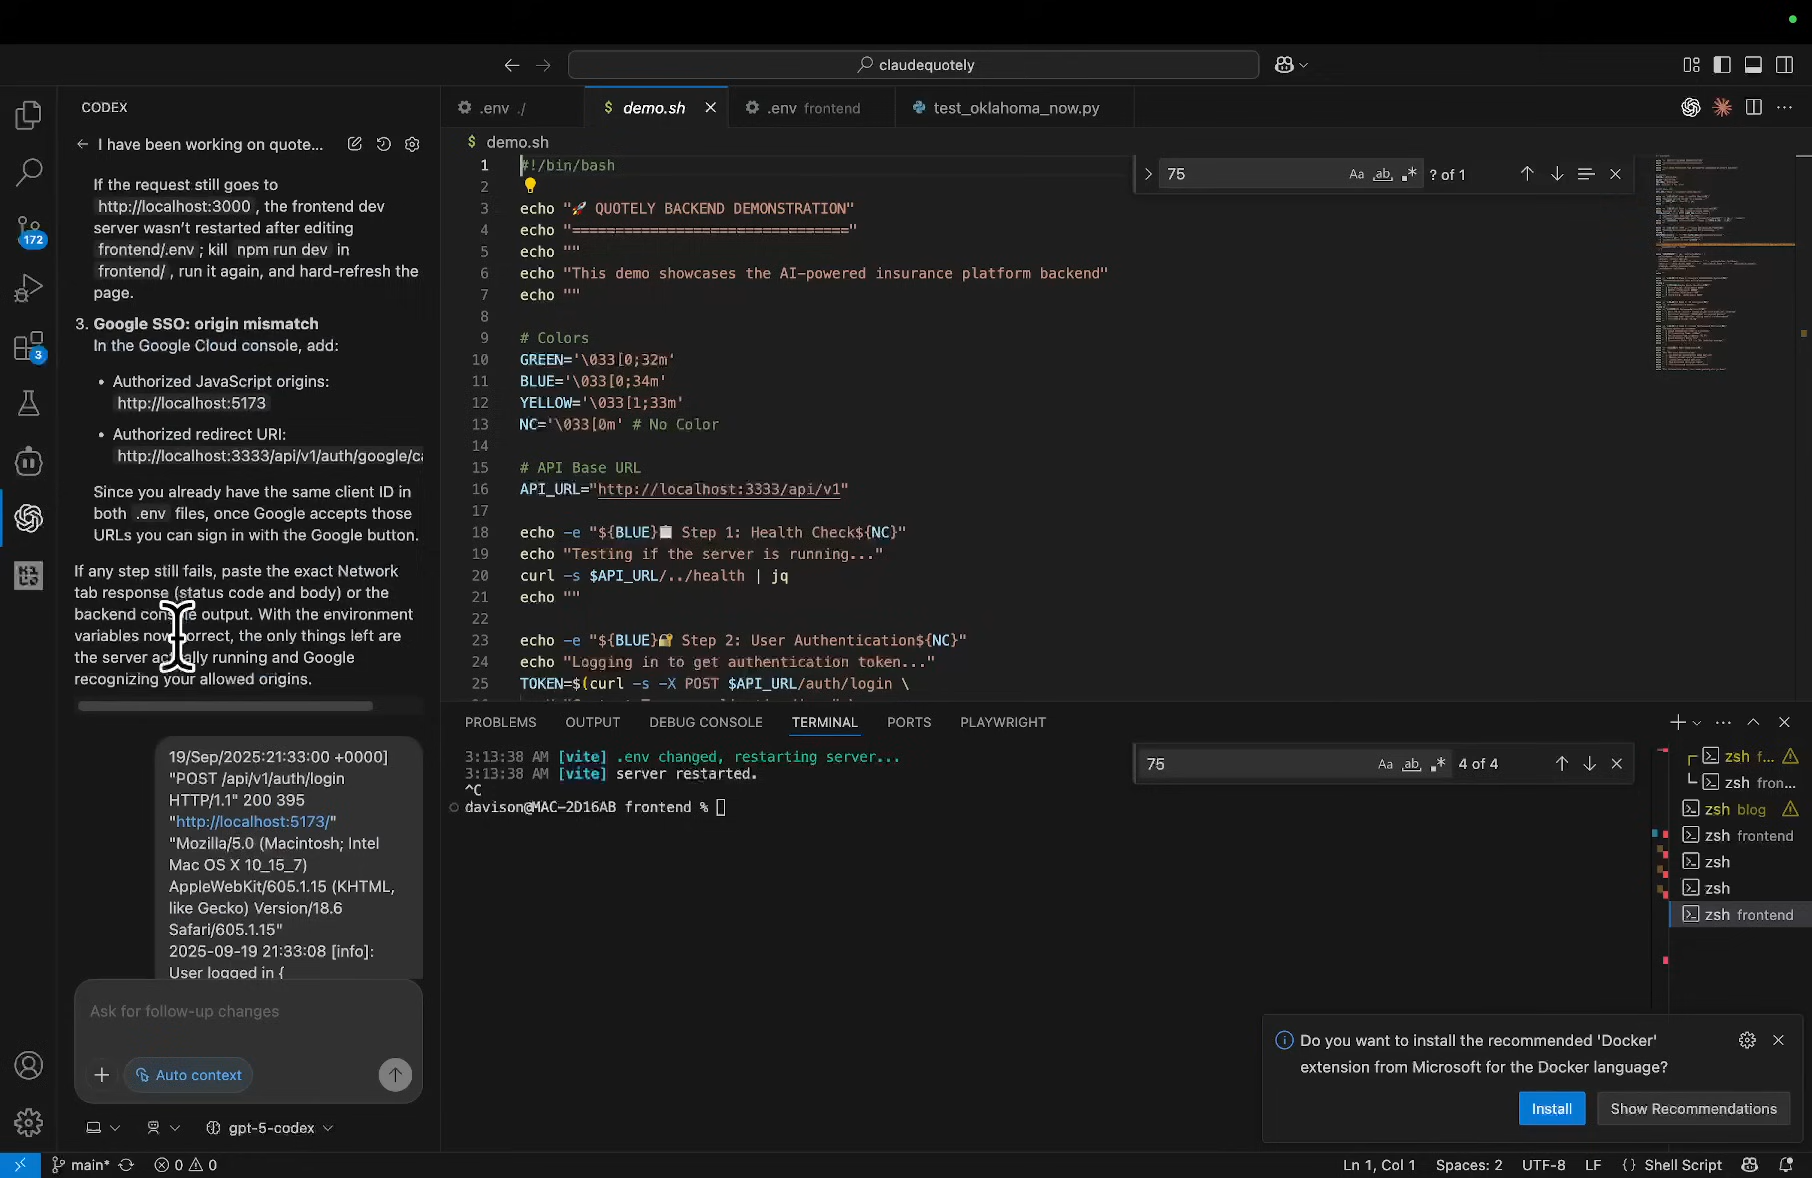 claudequotely
CODEX
I have been working on quote...
If the request still goes to
http://localhost:3000 , the frontend dev
server wasn't restarted after editing
frontend/.env ; kill npm run dev in
frontend/ , run it again, and hard-refresh the
page.
3. Google SSO: origin mismatch
In the Google Cloud console, add:
• Authorized JavaScript origins:
http://localhost:5173
• Authorized redirect URI:
http://localhost:3333/api/v1/auth/google/ca
Since you already have the same client ID in
both .env files, once Google accepts those
URLs you can sign in with the Google button.
If any step still fails, paste the exact Network
tab response (status code and body) or the
backend console output. With the environment
variables now correct, the only things left are
the server actually running and Google
recognizing your allowed origins.
19/Sep/2025:21:33:00 +0000]
"POST /api/v1/auth/login
HTTP/1.1" 200 395
"http://localhost:5173/"
"Mozilla/5.0 (Macintosh; Intel
Mac OS X 10_15_7)
AppleWebKit/605.1.15 (KHTML,
like Gecko) Version/18.6
Safari/605.1.15"
2025-09-19 21:33:08 [info]:
User logged in {
Ask for follow-up changes
Auto context
gpt-5-codex
172
3
.env ./
demo.sh
.env frontend
test_oklahoma_now.py
$ demo.sh
75
Aa ab .* ? of 1
1 #!/bin/bash
2
3 echo "🚀 QUOTELY BACKEND DEMONSTRATION"
4 echo "================================"
5 echo ""
6 echo "This demo showcases the AI-powered insurance platform backend"
7 echo ""
8
9 # Colors
10 GREEN='\033[0;32m'
11 BLUE='\033[0;34m'
12 YELLOW='\033[1;33m'
13 NC='\033[0m' # No Color
14
15 # API Base URL
16 API_URL="http://localhost:3333/api/v1"
17
18 echo -e "${BLUE}📋 Step 1: Health Check${NC}"
19 echo "Testing if the server is running..."
20 curl -s $API_URL/../health | jq
21 echo ""
22
23 echo -e "${BLUE}🔐 Step 2: User Authentication${NC}"
24 echo "Logging in to get authentication token..."
25 TOKEN=$(curl -s -X POST $API_URL/auth/login \
PROBLEMS OUTPUT DEBUG CONSOLE TERMINAL PORTS PLAYWRIGHT
3:13:38 AM [vite] .env changed, restarting server...
3:13:38 AM [vite] server restarted.
^C
davison@MAC-2D16AB frontend %
75
Aa ab .* 4 of 4
zsh f...
zsh fron...
zsh blog
zsh frontend
zsh
zsh
zsh frontend
Do you want to install the recommended 'Docker'
extension from Microsoft for the Docker language?
Install
Show Recommendations
main* 0 0
Ln 1, Col 1 Spaces: 2 UTF-8 LF {} Shell Script